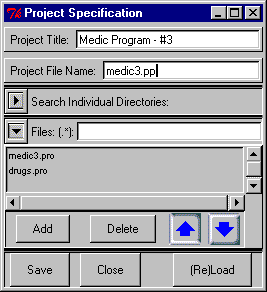 Project Specification
Project Title: Medic Program - #3
Project File Name: medic3.pp
Search Individual Directories:
Files: (.*):
medic3.pro
drugs.pro
Add Delete
Save Close (Re)Load